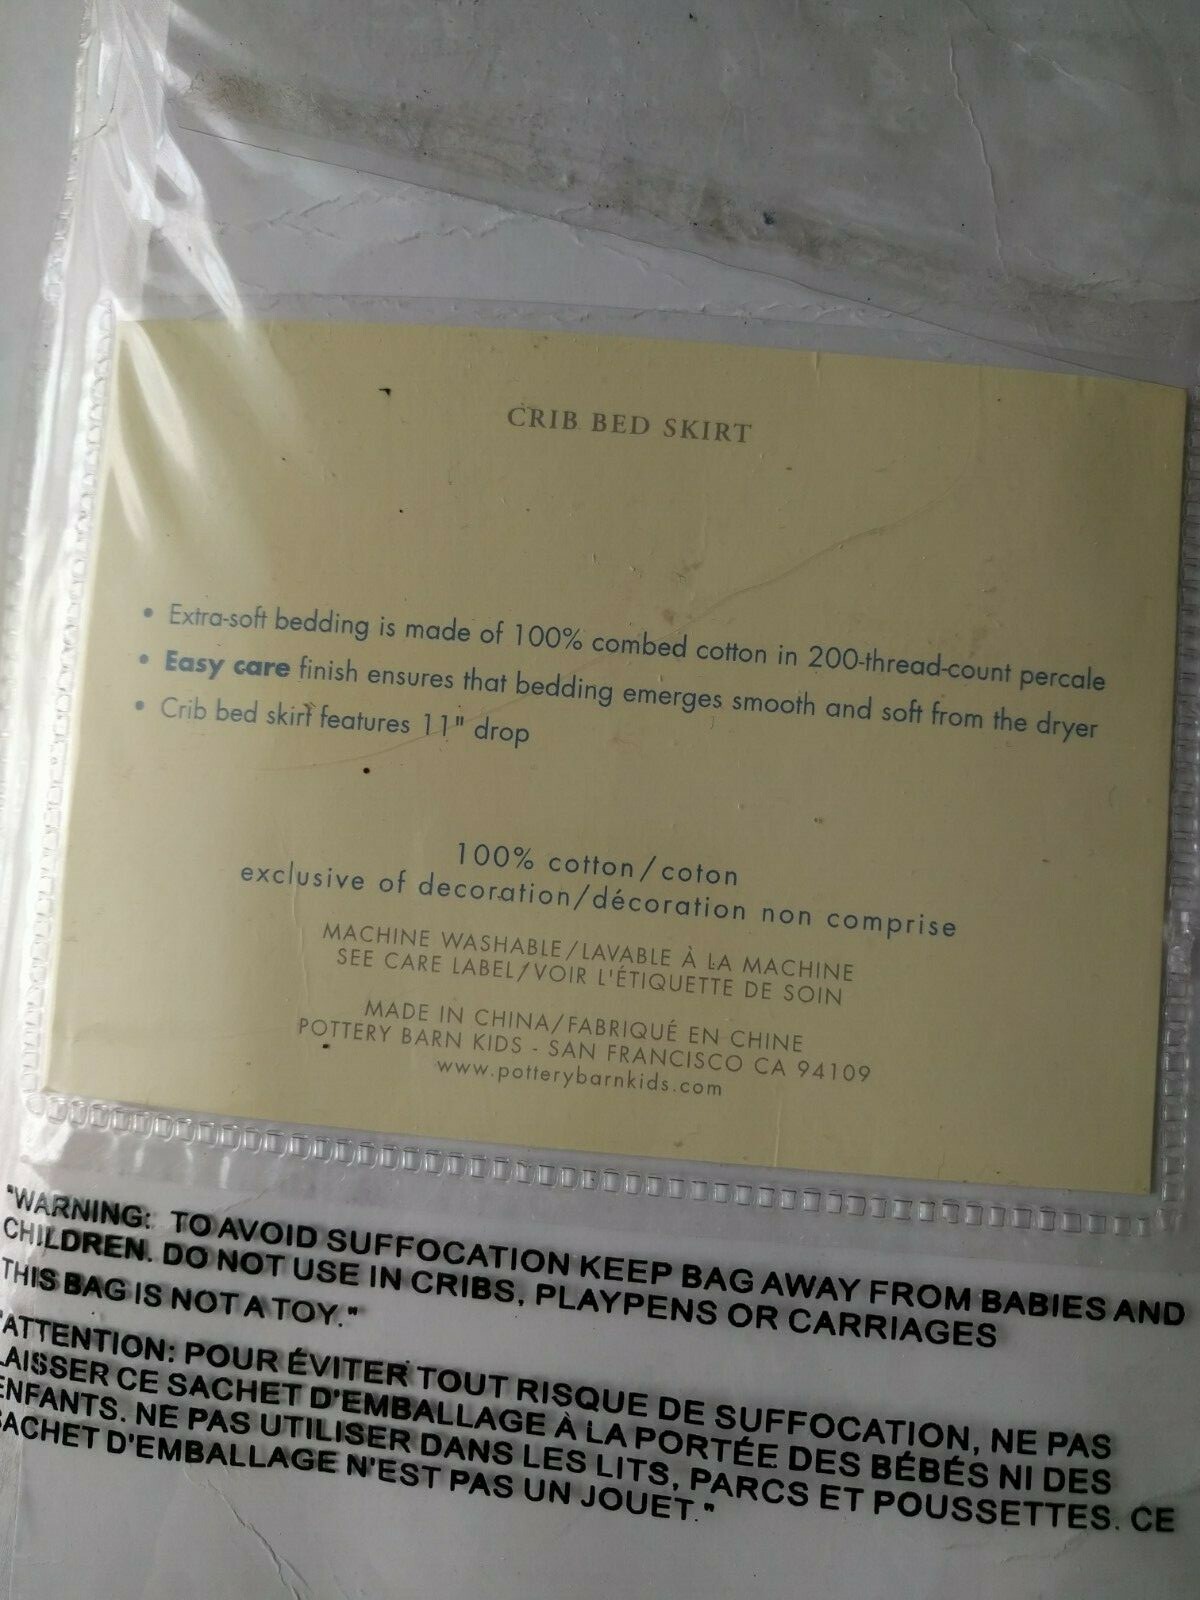 CRIB BED SKIRT
• Extra-soft bedding is made of 100% combed cotton in 200-thread-count percale
• Easy care finish ensures that bedding emerges smooth and soft from the dryer
• Crib bed skirt features 11" drop
100% cotton/coton
exclusive of decoration/décoration non comprise
MACHINE WASHABLE/LAVABLE À LA MACHINE
SEE CARE LABEL/VOIR L'ÉTIQUETTE DE SOIN
MADE IN CHINA/FABRIQUÉ EN CHINE
POTTERY BARN KIDS - SAN FRANCISCO CA 94109
www.potterybarnkids.com
"WARNING: TO AVOID SUFFOCATION KEEP BAG AWAY FROM BABIES AND
CHILDREN. DO NOT USE IN CRIBS, PLAYPENS OR CARRIAGES
THIS BAG IS NOT A TOY."
"ATTENTION: POUR ÉVITER TOUT RISQUE DE SUFFOCATION, NE PAS
LAISSER CE SACHET D'EMBALLAGE À LA PORTÉE DES BÉBÉS NI DES
ENFANTS. NE PAS UTILISER DANS LES LITS, PARCS ET POUSSETTES. CE
SACHET D'EMBALLAGE N'EST PAS UN JOUET."